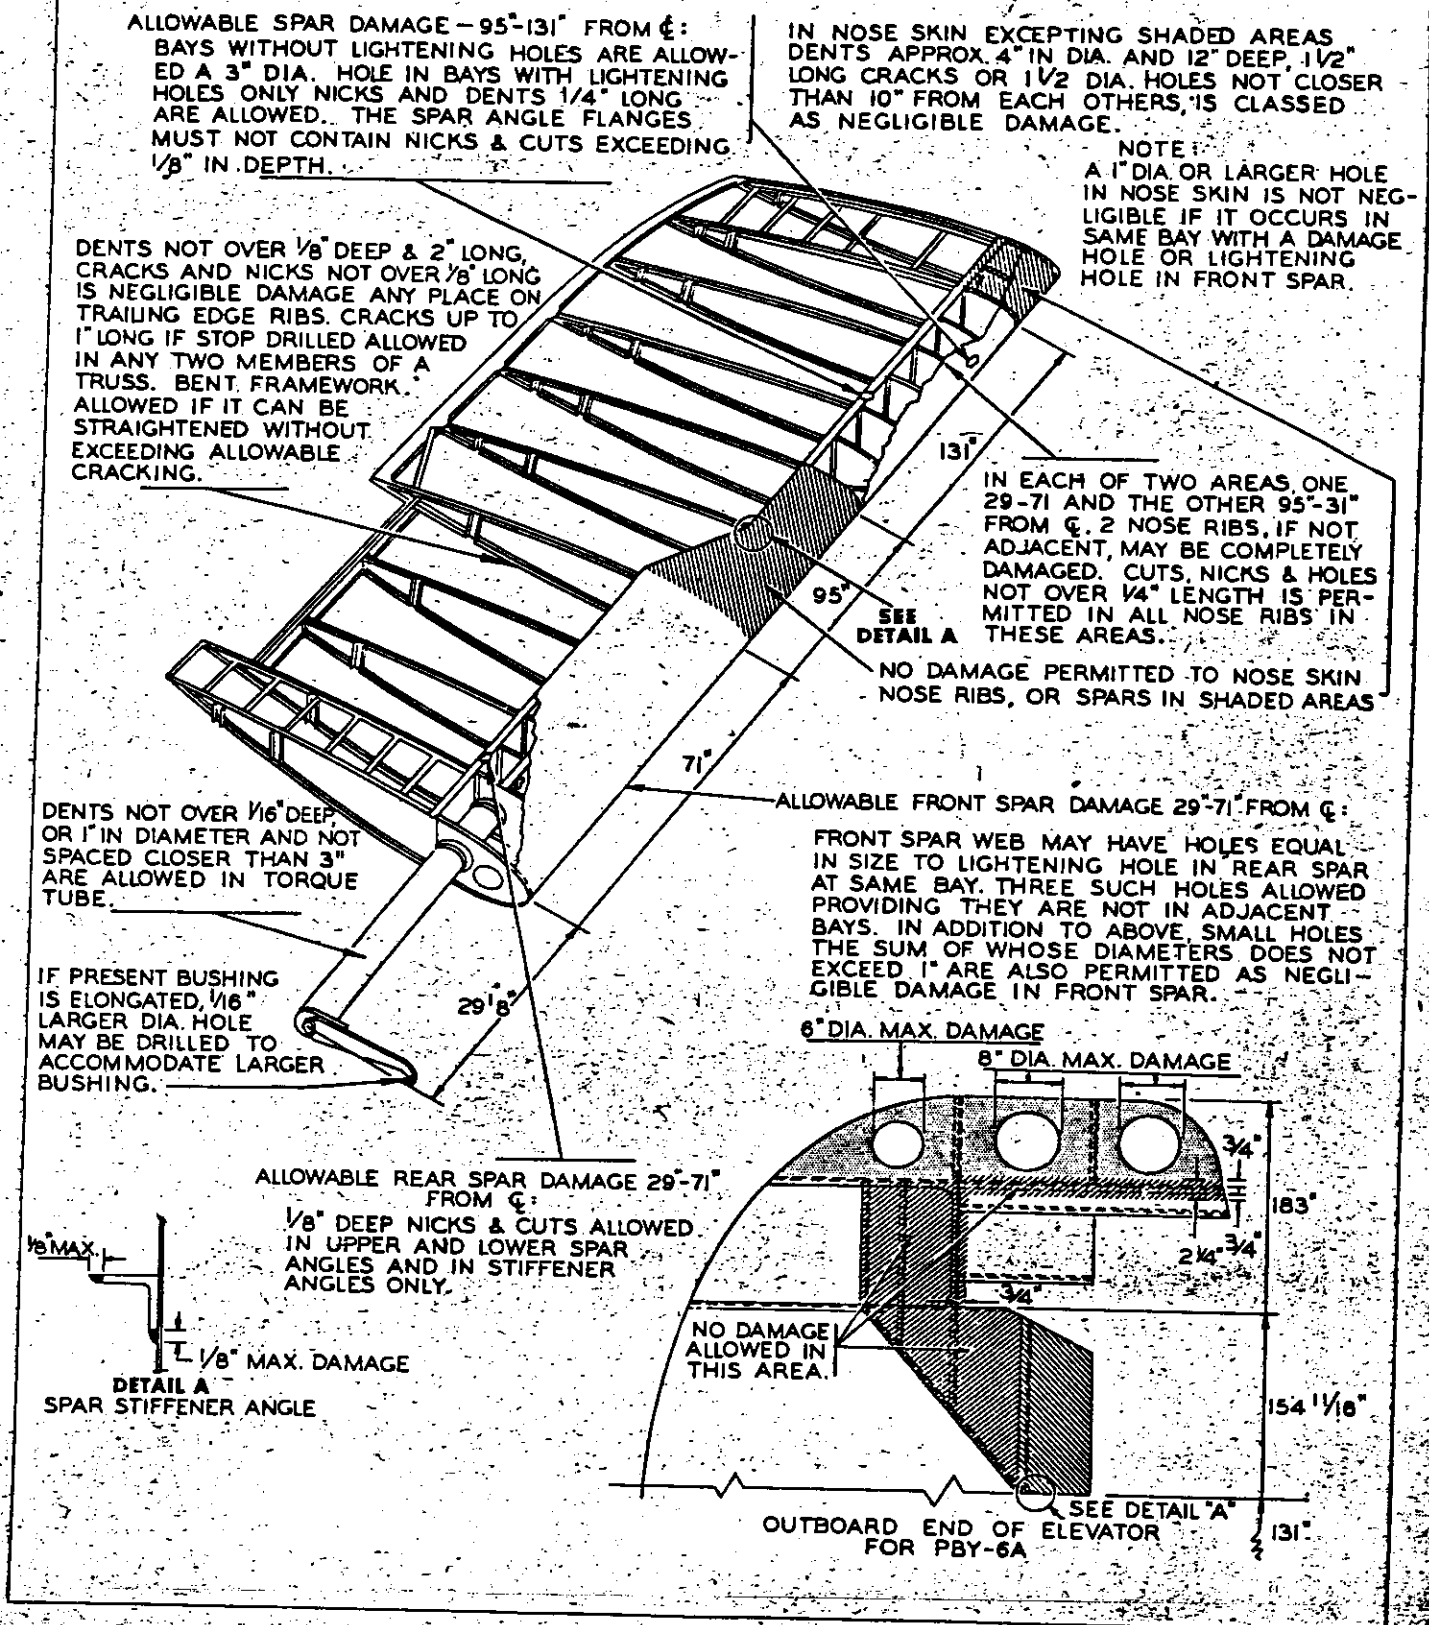 ALLOWABLE SPAR DAMAGE - 95"-131" FROM ℄:
BAYS WITHOUT LIGHTENING HOLES ARE ALLOW-
ED A 3" DIA. HOLE IN BAYS WITH LIGHTENING
HOLES ONLY NICKS AND DENTS 1/4" LONG
ARE ALLOWED. THE SPAR ANGLE FLANGES
MUST NOT CONTAIN NICKS & CUTS EXCEEDING
1/8" IN DEPTH.
IN NOSE SKIN EXCEPTING SHADED AREAS
DENTS APPROX. 4" IN DIA. AND 12" DEEP, 1 1/2"
LONG CRACKS OR 1 1/2 DIA. HOLES NOT CLOSER
THAN 10" FROM EACH OTHERS, IS CLASSED
AS NEGLIGIBLE DAMAGE.
NOTE:
A 1" DIA. OR LARGER HOLE
IN NOSE SKIN IS NOT NEG-
LIGIBLE IF IT OCCURS IN
SAME BAY WITH A DAMAGE
HOLE OR LIGHTENING
HOLE IN FRONT SPAR.
DENTS NOT OVER 1/8" DEEP & 2" LONG,
CRACKS AND NICKS NOT OVER 1/8" LONG
IS NEGLIGIBLE DAMAGE ANY PLACE ON
TRAILING EDGE RIBS. CRACKS UP TO
1" LONG IF STOP DRILLED ALLOWED
IN ANY TWO MEMBERS OF A
TRUSS. BENT FRAMEWORK
ALLOWED IF IT CAN BE
STRAIGHTENED WITHOUT
EXCEEDING ALLOWABLE
CRACKING.
131"
IN EACH OF TWO AREAS, ONE
29-71 AND THE OTHER 95"-31"
FROM ℄, 2 NOSE RIBS, IF NOT
ADJACENT, MAY BE COMPLETELY
DAMAGED. CUTS, NICKS & HOLES
NOT OVER 1/4" LENGTH IS PER-
MITTED IN ALL NOSE RIBS IN
THESE AREAS.
95"
SEE
DETAIL A
NO DAMAGE PERMITTED TO NOSE SKIN
NOSE RIBS, OR SPARS IN SHADED AREAS
71"
ALLOWABLE FRONT SPAR DAMAGE 29"-71" FROM ℄:
FRONT SPAR WEB MAY HAVE HOLES EQUAL
IN SIZE TO LIGHTENING HOLE IN REAR SPAR
AT SAME BAY. THREE SUCH HOLES ALLOWED
PROVIDING THEY ARE NOT IN ADJACENT
BAYS. IN ADDITION TO ABOVE, SMALL HOLES
THE SUM OF WHOSE DIAMETERS DOES NOT
EXCEED 1" ARE ALSO PERMITTED AS NEGLI-
GIBLE DAMAGE IN FRONT SPAR.
DENTS NOT OVER 1/16" DEEP,
OR 1" IN DIAMETER AND NOT
SPACED CLOSER THAN 3"
ARE ALLOWED IN TORQUE
TUBE.
IF PRESENT BUSHING
IS ELONGATED, 1/16"
LARGER DIA. HOLE
MAY BE DRILLED TO
ACCOMMODATE LARGER
BUSHING.
29 1/8"
6" DIA. MAX. DAMAGE
8" DIA. MAX. DAMAGE
3/4"
183"
2 1/4"
3/4"
3/4"
ALLOWABLE REAR SPAR DAMAGE 29"-71"
FROM ℄:
1/8" DEEP NICKS & CUTS ALLOWED
IN UPPER AND LOWER SPAR
ANGLES AND IN STIFFENER
ANGLES ONLY.
1/8" MAX.
1/8" MAX. DAMAGE
DETAIL A
SPAR STIFFENER ANGLE
NO DAMAGE
ALLOWED IN
THIS AREA.
154 11/16"
SEE DETAIL "A"
131"
OUTBOARD END OF ELEVATOR
FOR PBY-6A